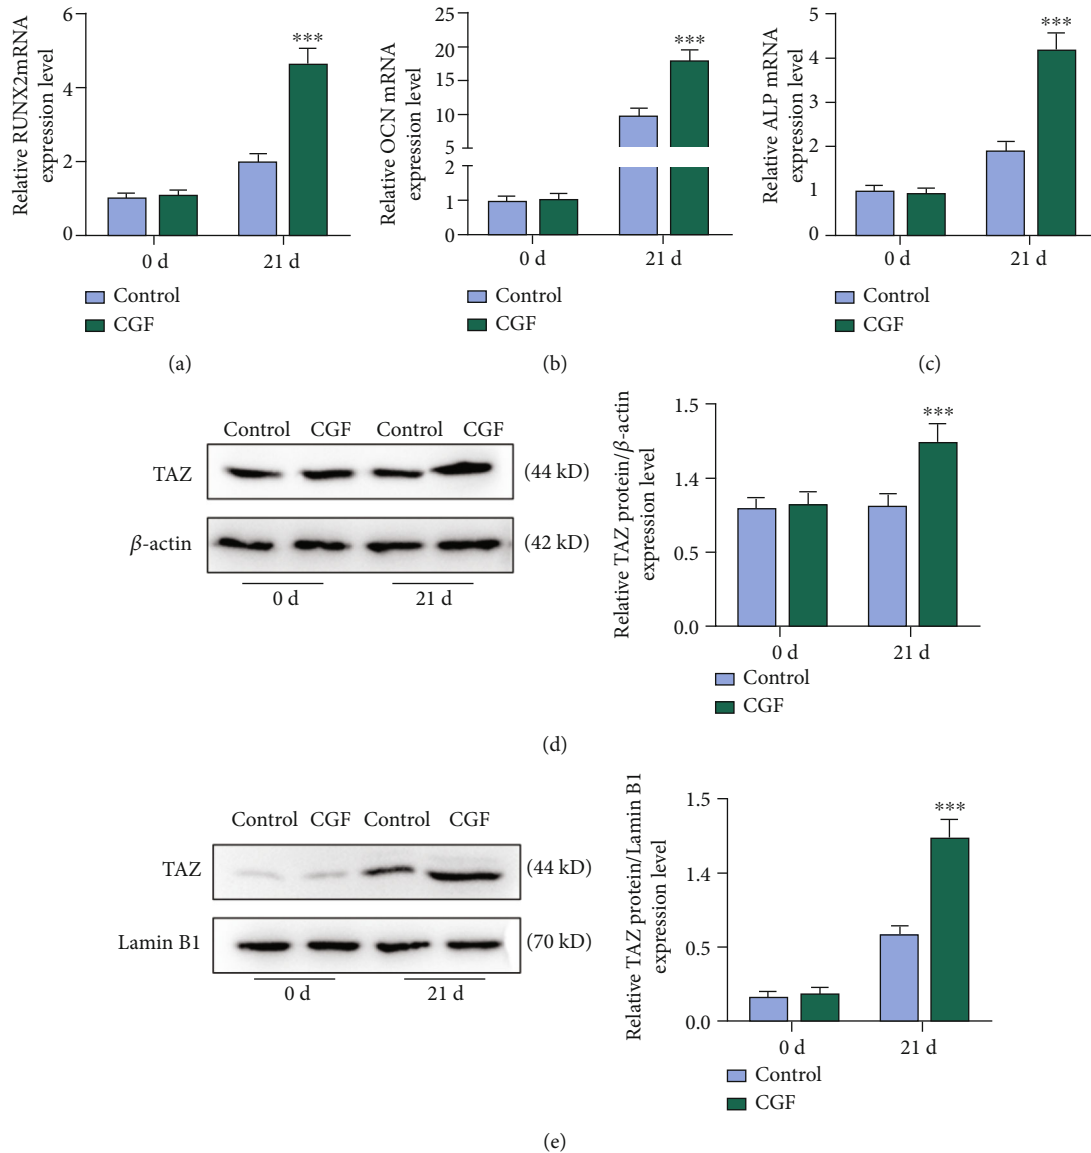 Relative RUNX2mRNA
expression level
6
4
2
0
***
0 d
21 d
Control
CGF
(a)
Relative OCN mRNA
expression level
25
20
15
10
5
2
1
0
***
0 d
21 d
Control
CGF
(b)
Relative ALP mRNA
expression level
5
4
3
2
1
0
***
0 d
21 d
Control
CGF
(c)
Control CGF Control CGF
TAZ (44 kD)
β-actin (42 kD)
0 d 21 d
Relative TAZ protein/β-actin
expression level
1.5
1.4
0.5
0.0
***
0 d
21 d
Control
CGF
(d)
Control CGF Control CGF
TAZ (44 kD)
Lamin B1 (70 kD)
0 d 21 d
Relative TAZ protein/Lamin B1
expression level
1.5
1.4
0.5
0.0
***
0 d
21 d
Control
CGF
(e)